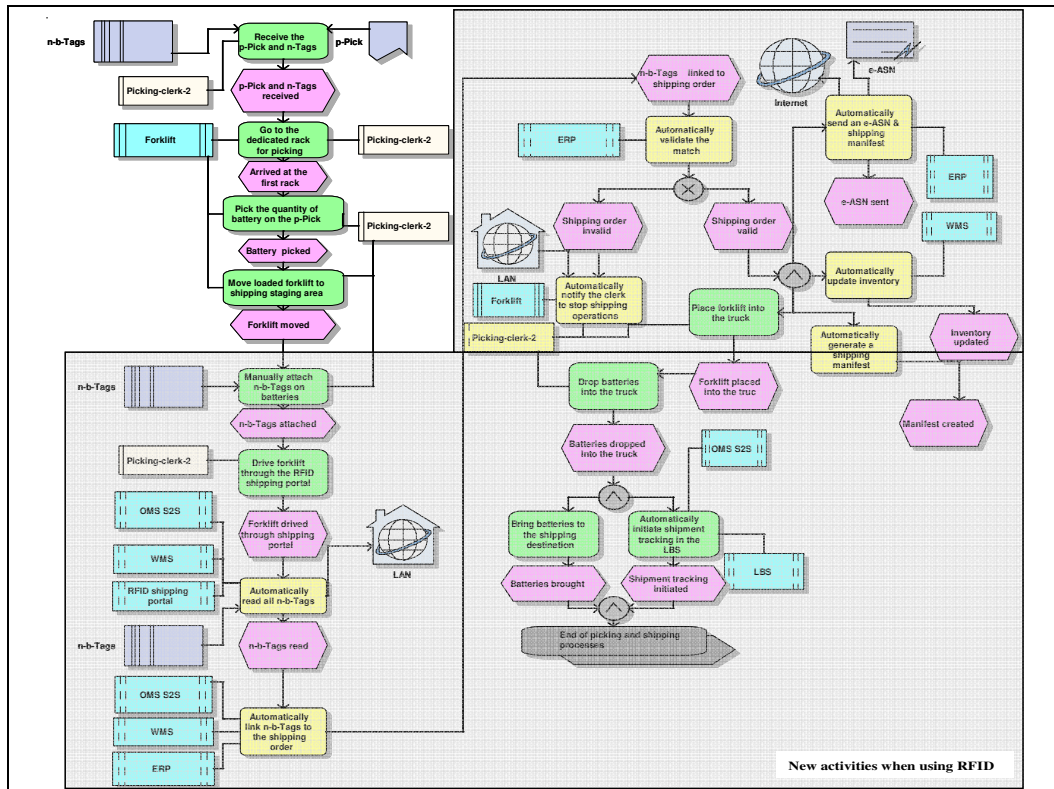 n-b-Tags
Receive the
p-Pick and n-Tags
p-Pick
Picking-clerk-2
p-Pick and n-Tags
received
Forklift
Go to the
dedicated rack
for picking
Picking-clerk-2
Arrived at the
first rack
Pick the quantity of
battery on the p-Pick
Picking-clerk-2
Battery picked
Move loaded forklift to
shipping staging area
Forklift moved
n-b-Tags
Manually attach
n-b-Tags on
batteries
n-b-Tags attached
Picking-clerk-2
Drive forklift
through the RFID
shipping portal
OMS S2S
Forklift drived
through shipping
portal
WMS
LAN
RFID shipping
portal
Automatically
read all n-b-Tags
n-b-Tags
n-b-Tags read
OMS S2S
Automatically
link n-b-Tags to
the shipping
order
WMS
ERP
n-b-Tags linked to
shipping order
ERP
Automatically
validate the
match
Shipping order
invalid
Shipping order
valid
LAN
Forklift
Automatically
notify the clerk
to stop shipping
operations
Picking-clerk-2
Internet
e-ASN
Automatically
send an e-ASN &
shipping
manifest
ERP
e-ASN sent
WMS
Automatically
update inventory
Place forklift into
the truck
Automatically
generate a
shipping
manifest
Inventory
updated
Drop batteries
into the truck
Forklift placed
into the truc
Manifest created
Batteries dropped
into the truck
OMS S2S
Bring batteries to
the shipping
destination
Automatically
initiate shipment
tracking in the
LBS
LBS
Batteries brought
Shipment tracking
initiated
End of picking and shipping
processes
New activities when using RFID